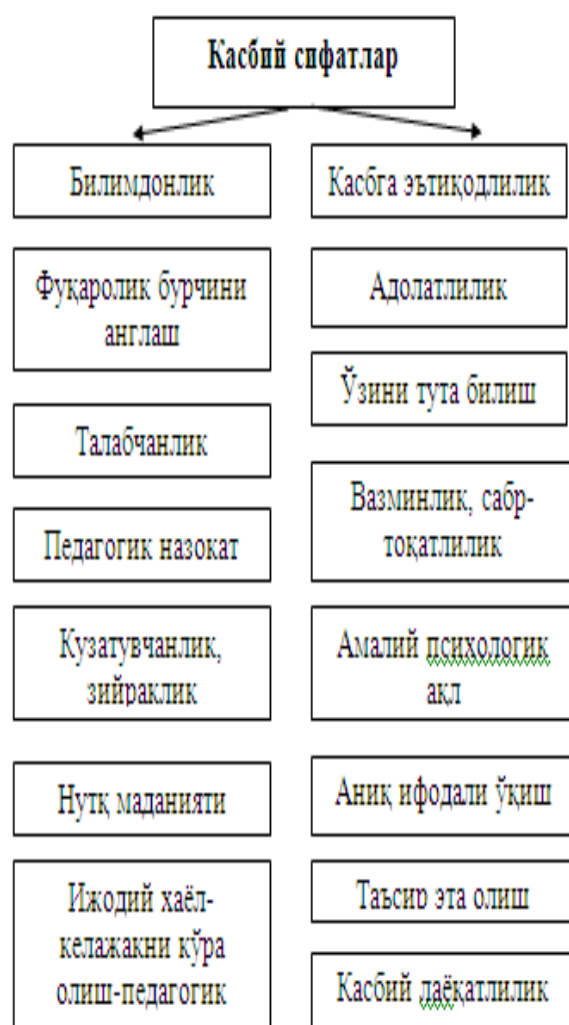 Касбий сифатлар
Билимдонлик
Фуқаролик бурчини
англаш
Талабчанлик
Педагогик назокат
Кузатувчанлик,
зийраклик
Нутқ маданияти
Ижодий хаёл-
келажакни кўра
олиш-педагогик
Касбга эътиқодлилик
Адолатлилик
Ўзини тута билиш
Вазминлик, сабр-
тоқатлилик
Амалий психологик
ақл
Аниқ ифодали ўқиш
Таъсир эта олиш
Касбий лаёқатлилик